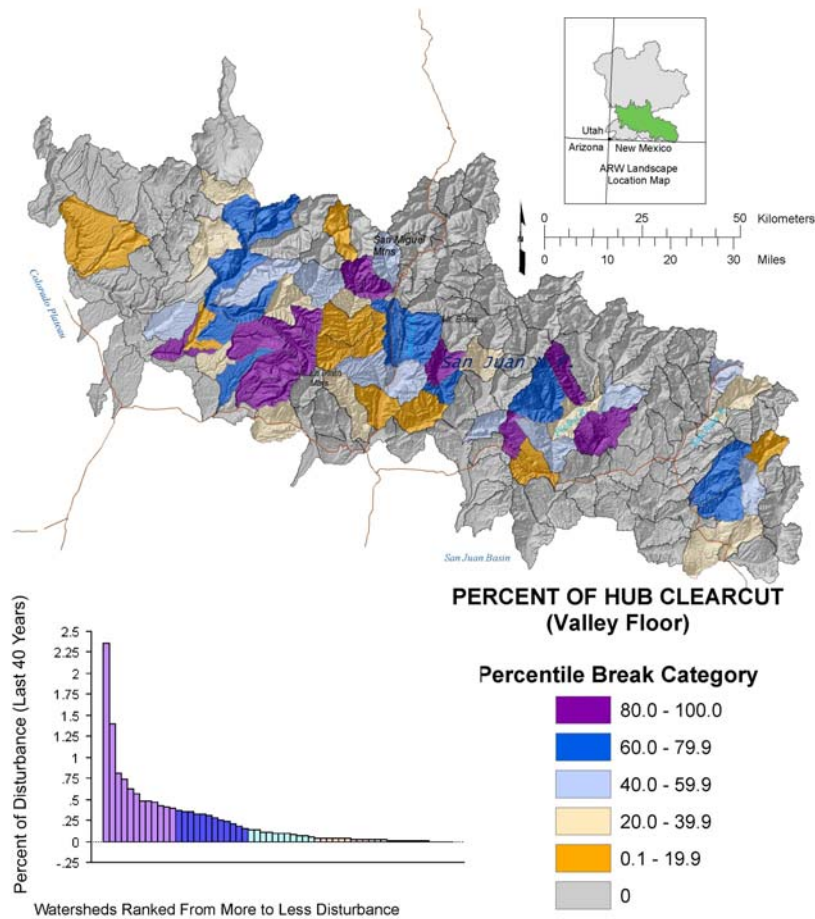 Utah
Arizona
New Mexico
ARW Landscape
Location Map
0 25 50 Kilometers
0 10 20 30 Miles
San Miguel
Mtns
Colorado Plateau
San Juan
Mtns
San Juan Basin
PERCENT OF HUB CLEARCUT
(Valley Floor)
Percentile Break Category
80.0 - 100.0
60.0 - 79.9
40.0 - 59.9
20.0 - 39.9
0.1 - 19.9
0
Percent of Disturbance (Last 40 Years)
2.5
2.25
2
1.75
1.5
1.25
1
.75
.5
.25
0
-.25
Watersheds Ranked From More to Less Disturbance